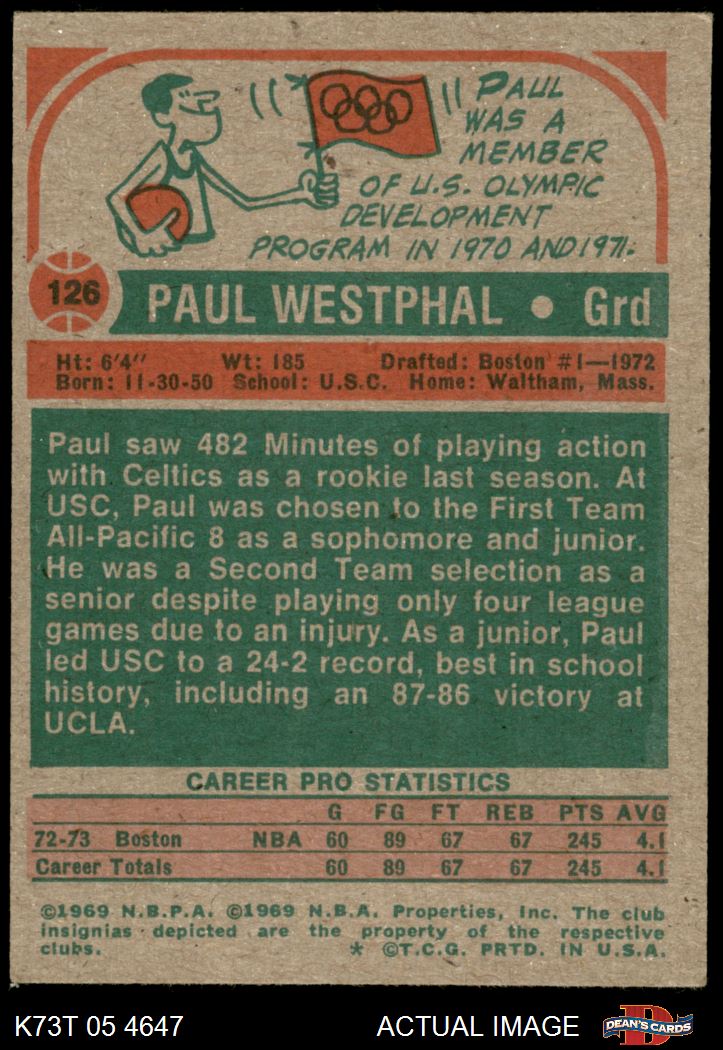 PAUL
WAS A
MEMBER
OF U.S. OLYMPIC
DEVELOPMENT
PROGRAM IN 1970 AND 1971.
126
PAUL WESTPHAL • Grd
Ht: 6'4" Wt: 185 Drafted: Boston #1—1972
Born: 11-30-50 School: U.S.C. Home: Waltham, Mass.
Paul saw 482 Minutes of playing action
with Celtics as a rookie last season. At
USC, Paul was chosen to the First Team
All-Pacific 8 as a sophomore and junior.
He was a Second Team selection as a
senior despite playing only four league
games due to an injury. As a junior, Paul
led USC to a 24-2 record, best in school
history, including an 87-86 victory at
UCLA.
CAREER PRO STATISTICS
G FG FT REB PTS AVG
72-73 Boston NBA 60 89 67 67 245 4.1
Career Totals 60 89 67 67 245 4.1
©1969 N.B.P.A. ©1969 N.B.A. Properties, Inc. The club
insignias depicted are the property of the respective
clubs. * ©T.C.G. PRTD. IN U.S.A.
K73T 05 4647 ACTUAL IMAGE
D
DEAN'S CARDS